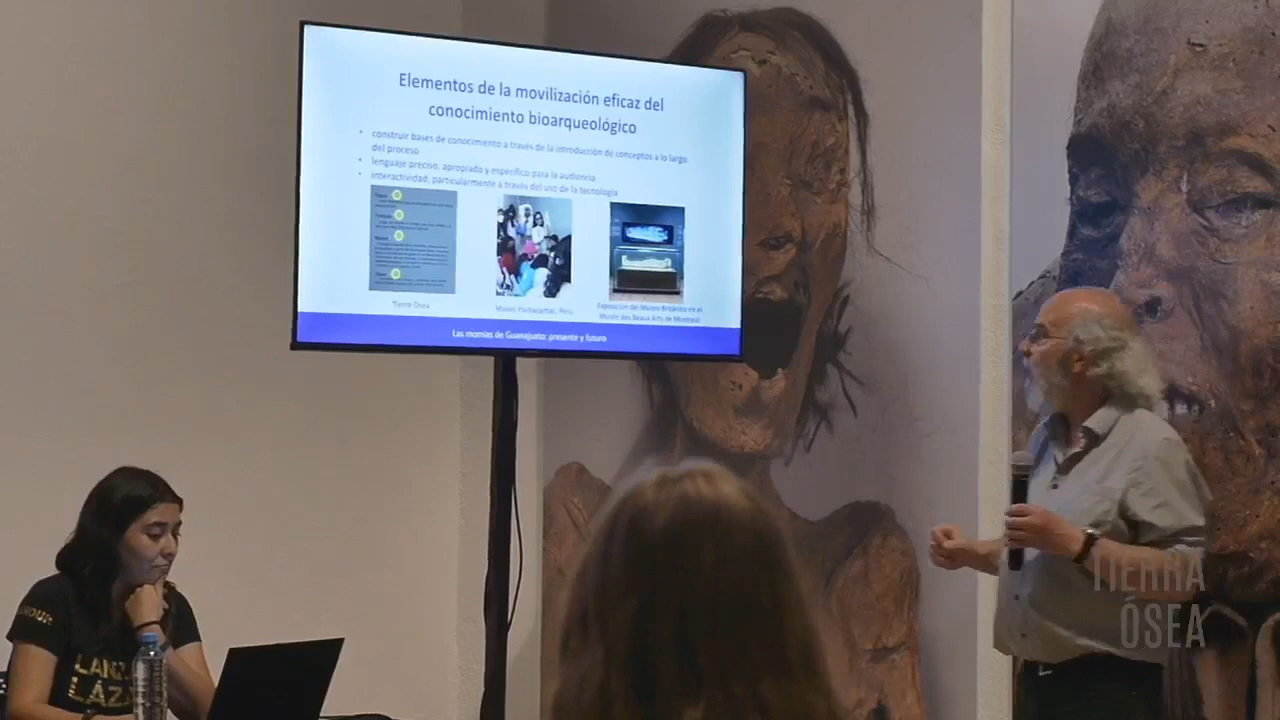 Elementos de la movilización eficaz del
conocimiento bioarqueológico
• construir bases de conocimiento a través de la introducción de conceptos a lo largo
del proceso
• lenguaje preciso, apropiado y específico para la audiencia
• interactividad, particularmente a través del uso de la tecnología
Tierra Ósea
Museo Pachacamac, Perú
Exposición del Museo Británico en el
Musée des Beaux Arts de Montreal
Las momias de Guanajuato: presente y futuro
TIERRA
ÓSEA